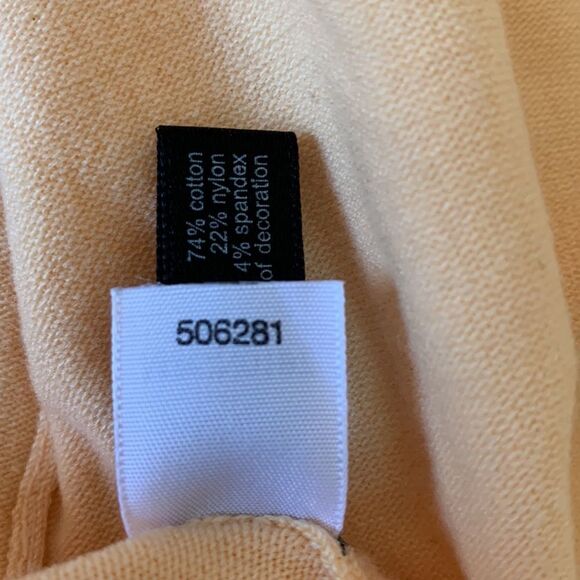 74% cotton
22% nylon
4% spandex
of decoration
506281